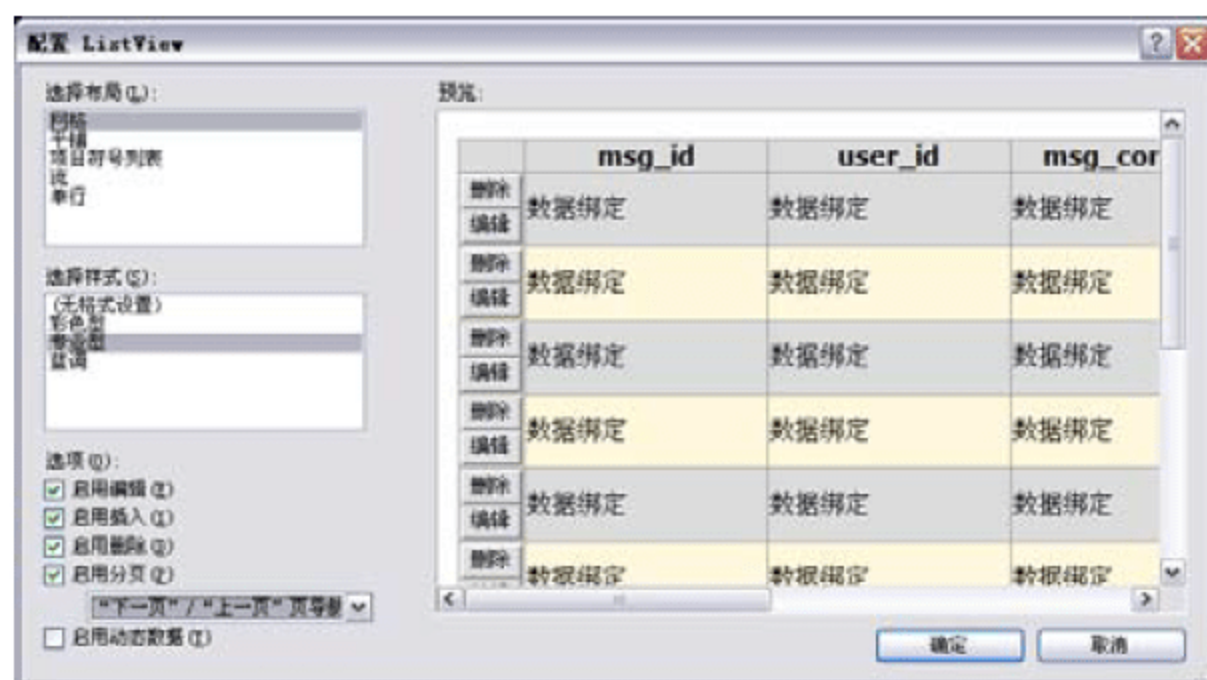 配置 ListView
选择布局(L):
网格
平铺
项目符号列表
流
单行
选择样式(S):
(无格式设置)
彩色型
专业型
蓝调
选项(O):
启用编辑(E)
启用插入(I)
启用删除(D)
启用分页(P)
"下一页"/"上一页" 页导航
启用动态数据(T)
预览:
msg_id user_id msg_cor
删除
编辑
数据绑定 数据绑定 数据绑定
删除
编辑
数据绑定 数据绑定 数据绑定
删除
编辑
数据绑定 数据绑定 数据绑定
删除
编辑
数据绑定 数据绑定 数据绑定
删除
编辑
数据绑定 数据绑定 数据绑定
删除
数据绑定 数据绑定 数据绑定
确定 取消